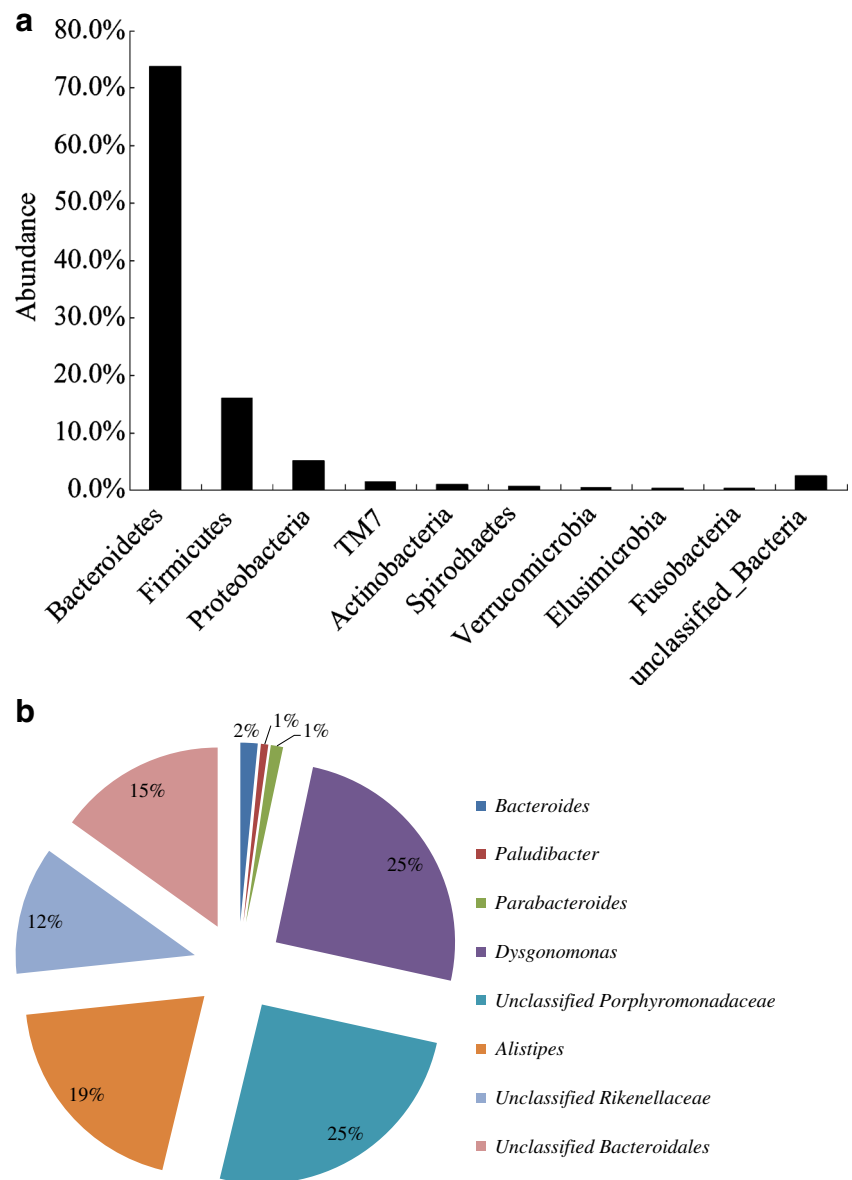 a
80.0%
70.0%
60.0%
50.0%
40.0%
30.0%
20.0%
10.0%
0.0%
Abundance
Bacteroidetes
Firmicutes
Proteobacteria
TM7
Actinobacteria
Spirochaetes
Verrucomicrobia
Elusimicrobia
Fusobacteria
unclassified_Bacteria
b
2%
1%
1%
25%
25%
19%
12%
15%
Bacteroides
Paludibacter
Parabacteroides
Dysgonomonas
Unclassified Porphyromonadaceae
Alistipes
Unclassified Rikenellaceae
Unclassified Bacteroidales